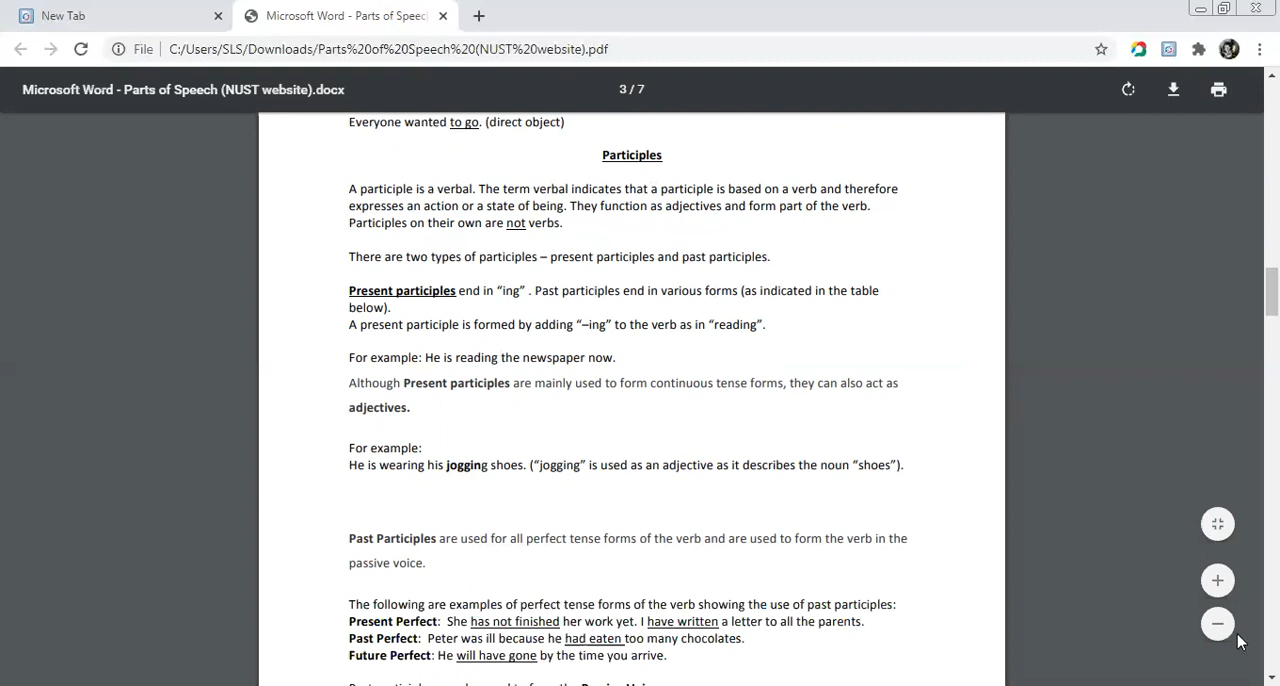 New Tab
Microsoft Word - Parts of Speec
File
C:/Users/SLS/Downloads/Parts%20of%20Speech%20(NUST%20website).pdf
Microsoft Word - Parts of Speech (NUST website).docx
3 / 7
Everyone wanted to go. (direct object)
Participles
A participle is a verbal. The term verbal indicates that a participle is based on a verb and therefore
expresses an action or a state of being. They function as adjectives and form part of the verb.
Participles on their own are not verbs.
There are two types of participles – present participles and past participles.
Present participles end in “ing” . Past participles end in various forms (as indicated in the table
below).
A present participle is formed by adding “–ing” to the verb as in “reading”.
For example: He is reading the newspaper now.
Although Present participles are mainly used to form continuous tense forms, they can also act as
adjectives.
For example:
He is wearing his jogging shoes. (“jogging” is used as an adjective as it describes the noun “shoes”).
Past Participles are used for all perfect tense forms of the verb and are used to form the verb in the
passive voice.
The following are examples of perfect tense forms of the verb showing the use of past participles:
Present Perfect: She has not finished her work yet. I have written a letter to all the parents.
Past Perfect: Peter was ill because he had eaten too many chocolates.
Future Perfect: He will have gone by the time you arrive.